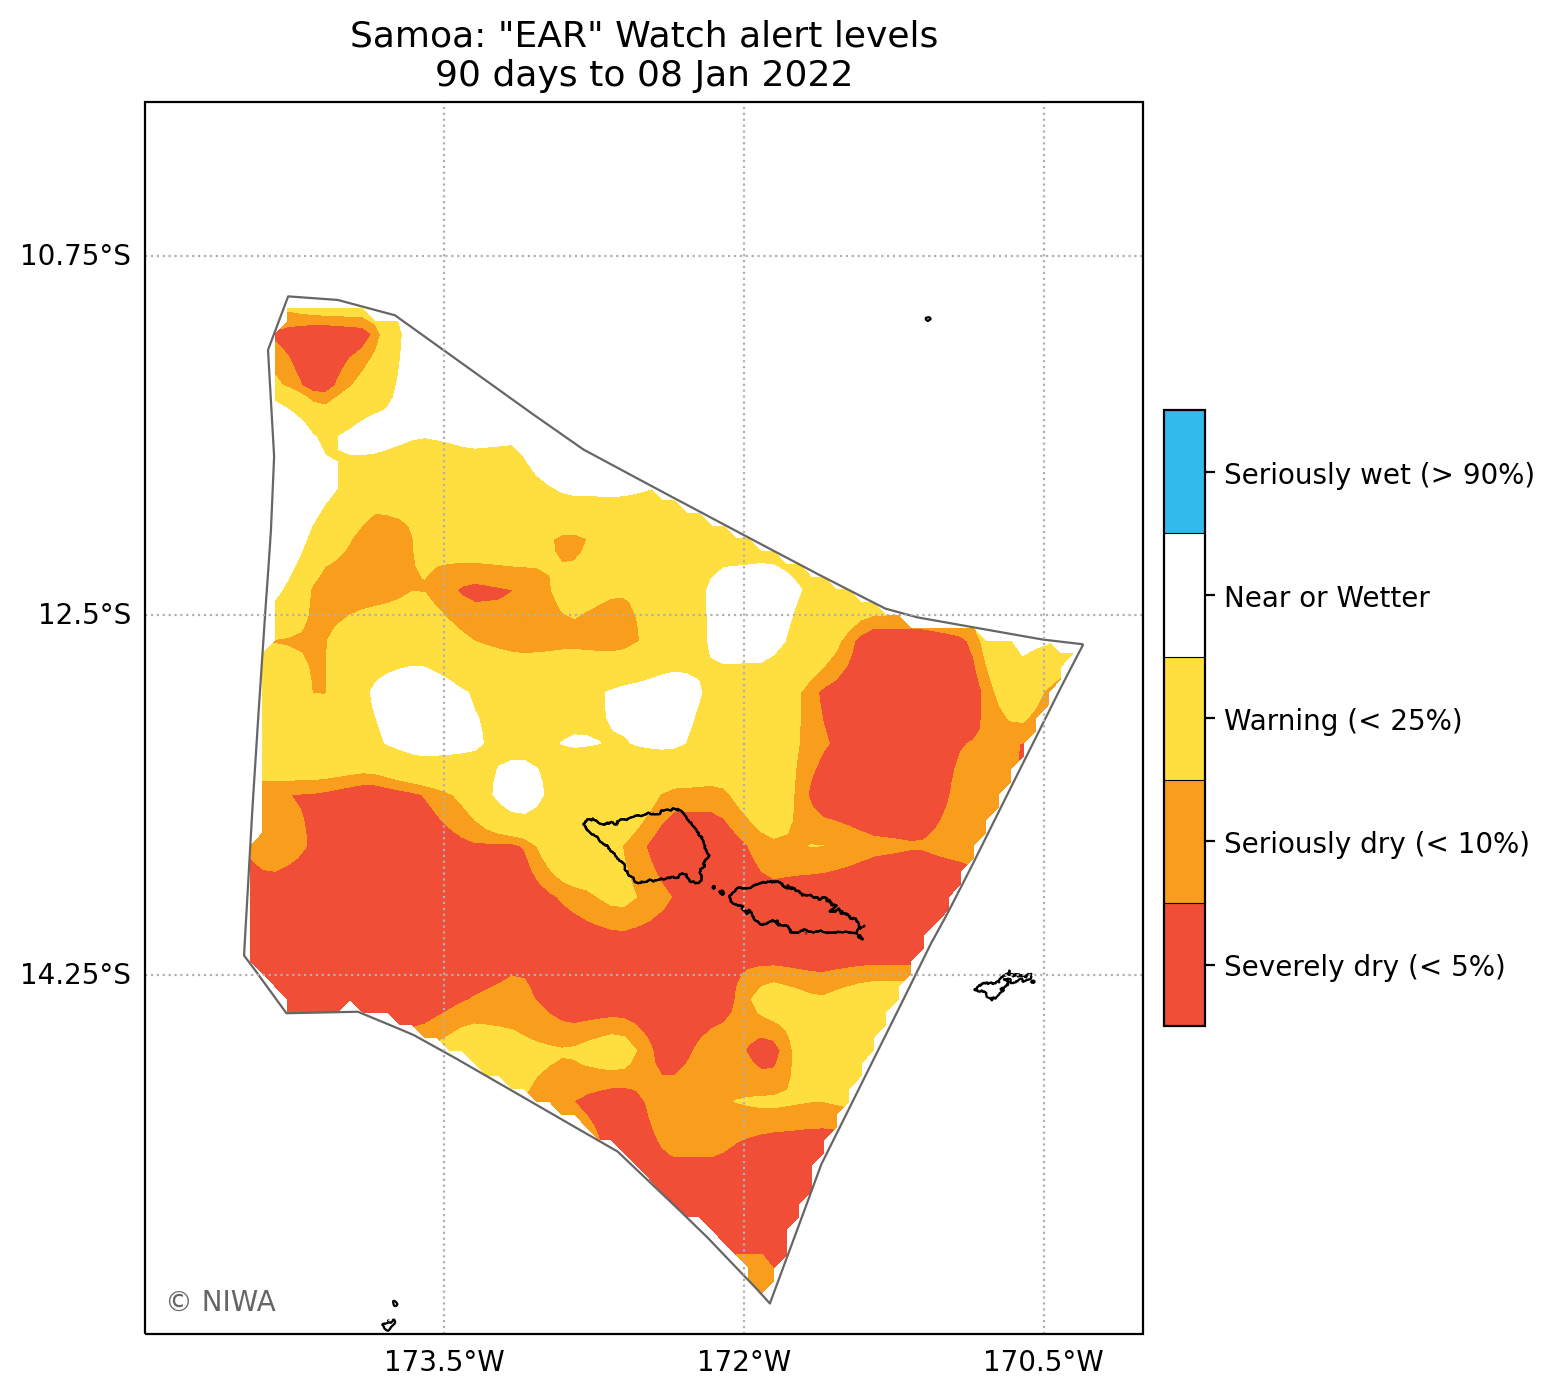 Samoa: "EAR" Watch alert levels
90 days to 08 Jan 2022
10.75°S
12.5°S
14.25°S
173.5°W
172°W
170.5°W
Seriously wet (> 90%)
Near or Wetter
Warning (< 25%)
Seriously dry (< 10%)
Severely dry (< 5%)
© NIWA